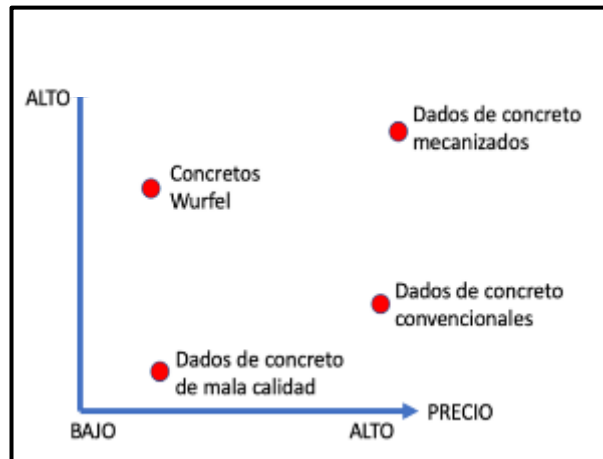 ALTO
Dados de concreto
mecanizados
Concretos
Wurfel
Dados de concreto
convencionales
Dados de concreto
de mala calidad
PRECIO
BAJO
ALTO